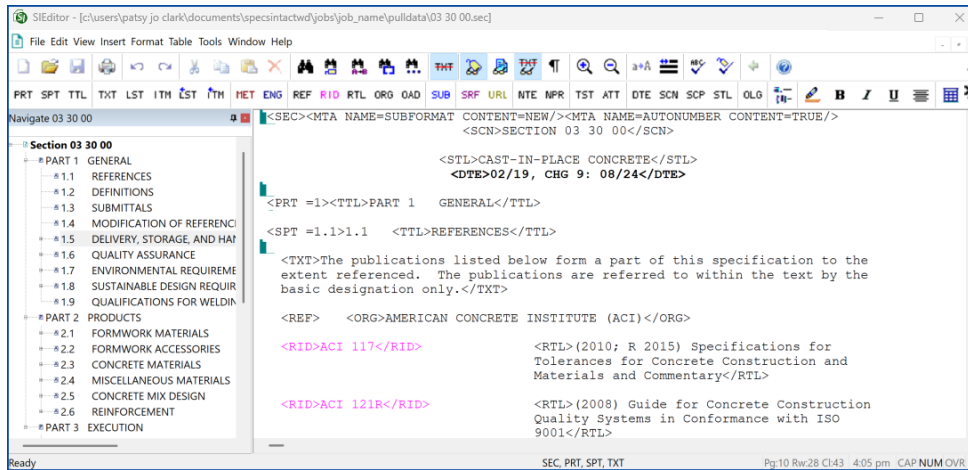 SIEditor - [c:\users\patsy jo clark\documents\specsintactwd\jobs\job_name\pulldata\03 30 00.sec]
File Edit View Insert Format Table Tools Window Help
PRT SPT TTL TXT LST ITM LST ITM MET ENG REF RID RTL ORG OAD SUB SRF URL NTE NPR TST ATT DTE SCN SCP STL OLG B I U
Navigate 03 30 00
Section 03 30 00
PART 1 GENERAL
1.1 REFERENCES
1.2 DEFINITIONS
1.3 SUBMITTALS
1.4 MODIFICATION OF REFERENC
1.5 DELIVERY, STORAGE, AND HAN
1.6 QUALITY ASSURANCE
1.7 ENVIRONMENTAL REQUIREME
1.8 SUSTAINABLE DESIGN REQUIR
1.9 QUALIFICATIONS FOR WELDIN
PART 2 PRODUCTS
2.1 FORMWORK MATERIALS
2.2 FORMWORK ACCESSORIES
2.3 CONCRETE MATERIALS
2.4 MISCELLANEOUS MATERIALS
2.5 CONCRETE MIX DESIGN
2.6 REINFORCEMENT
PART 3 EXECUTION
<SEC><MTA NAME=SUBFORMAT CONTENT=NEW/><MTA NAME=AUTONUMBER CONTENT=TRUE/>
<SCN>SECTION 03 30 00</SCN>
<STL>CAST-IN-PLACE CONCRETE</STL>
<DTE>02/19, CHG 9: 08/24</DTE>
<PRT =1><TTL>PART 1 GENERAL</TTL>
<SPT =1.1>1.1 <TTL>REFERENCES</TTL>
<TXT>The publications listed below form a part of this specification to the
extent referenced. The publications are referred to within the text by the
basic designation only.</TXT>
<REF> <ORG>AMERICAN CONCRETE INSTITUTE (ACI)</ORG>
<RID>ACI 117</RID> <RTL>(2010; R 2015) Specifications for
Tolerances for Concrete Construction and
Materials and Commentary</RTL>
<RID>ACI 121R</RID> <RTL>(2008) Guide for Concrete Construction
Quality Systems in Conformance with ISO
9001</RTL>
Ready SEC, PRT, SPT, TXT Pg:10 Rw:28 Cl:43 4:05 pm CAP NUM OVR